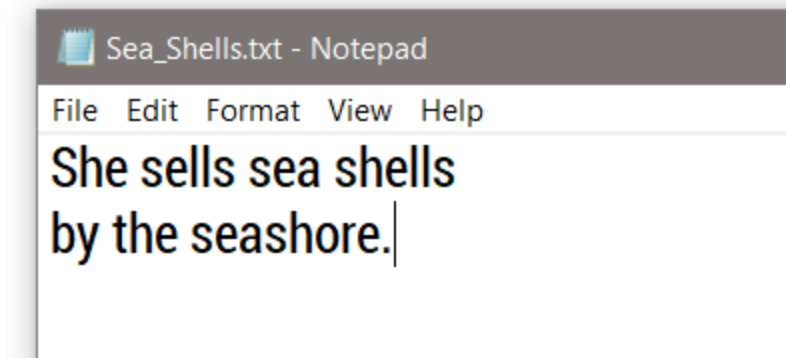 Sea_Shells.txt - Notepad
File Edit Format View Help
She sells sea shells
by the seashore.